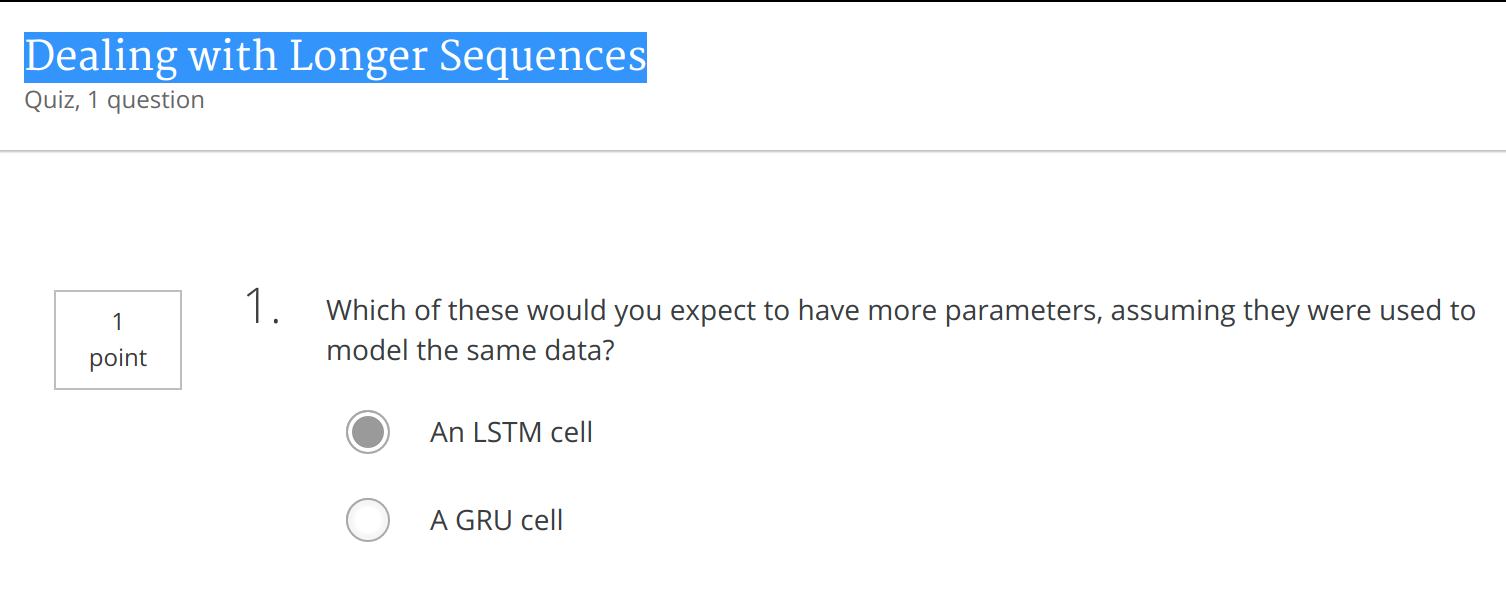 Dealing with Longer Sequences
Quiz, 1 question
1
point
1.
Which of these would you expect to have more parameters, assuming they were used to
model the same data?
An LSTM cell
A GRU cell